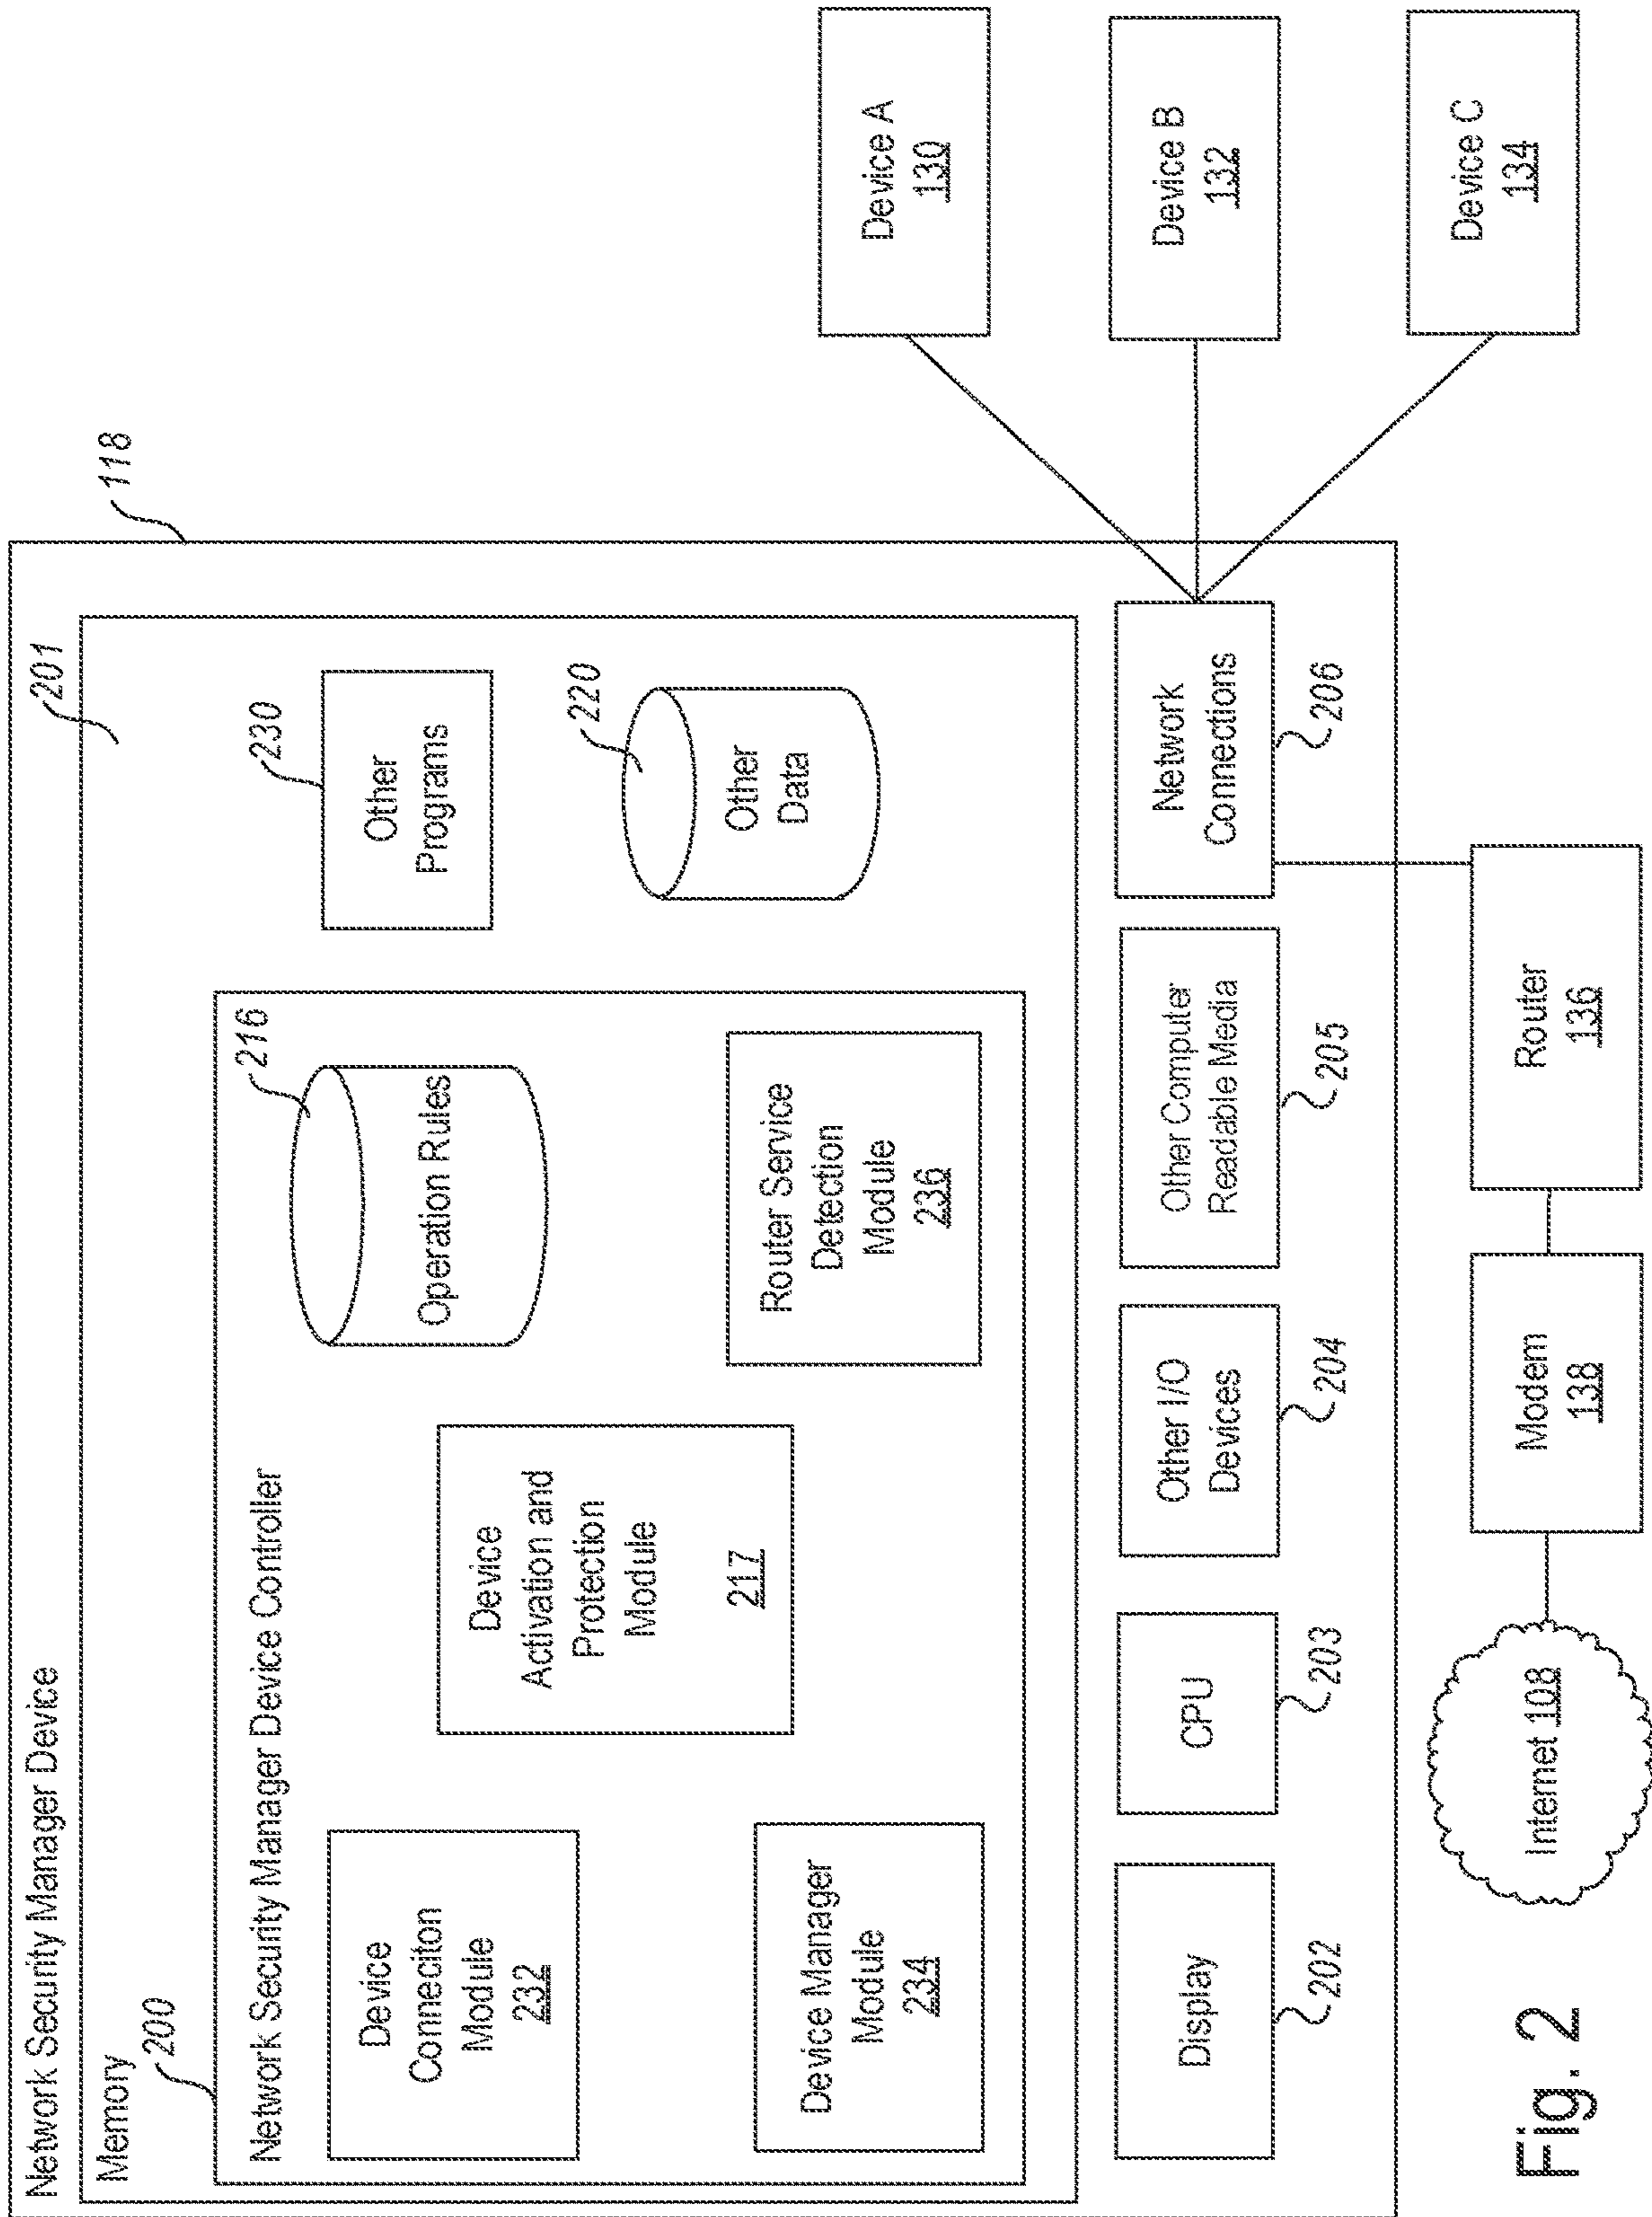 Network Security Manager Device
118
Memory
201
200
Network Security Manager Device Controller
Device
Conneciton
Module
232
Device
Activation and
Protection
Module
217
216
Operation Rules
230
Other
Programs
Device Manager
Module
234
Router Service
Detection
Module
236
220
Other
Data
Display
202
CPU
203
Other I/O
Devices
204
Other Computer
Readable Media
205
Network
Connections
206
Device A
130
Device B
132
Device C
134
Internet 108
Modem
138
Router
136
Fig. 2